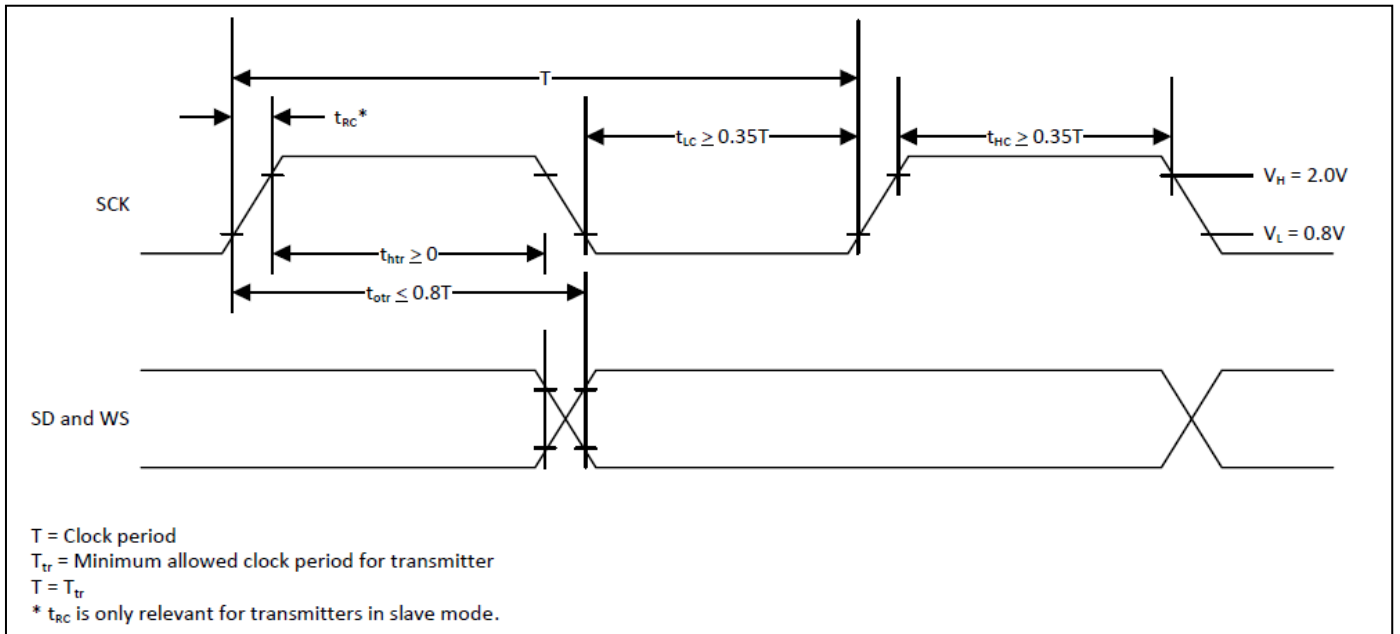 T
tRC*
tLC ≥ 0.35T
tHC ≥ 0.35T
VH = 2.0V
SCK
VL = 0.8V
thtr ≥ 0
totr ≤ 0.8T
SD and WS
T = Clock period
Ttr = Minimum allowed clock period for transmitter
T = Ttr
* tRC is only relevant for transmitters in slave mode.